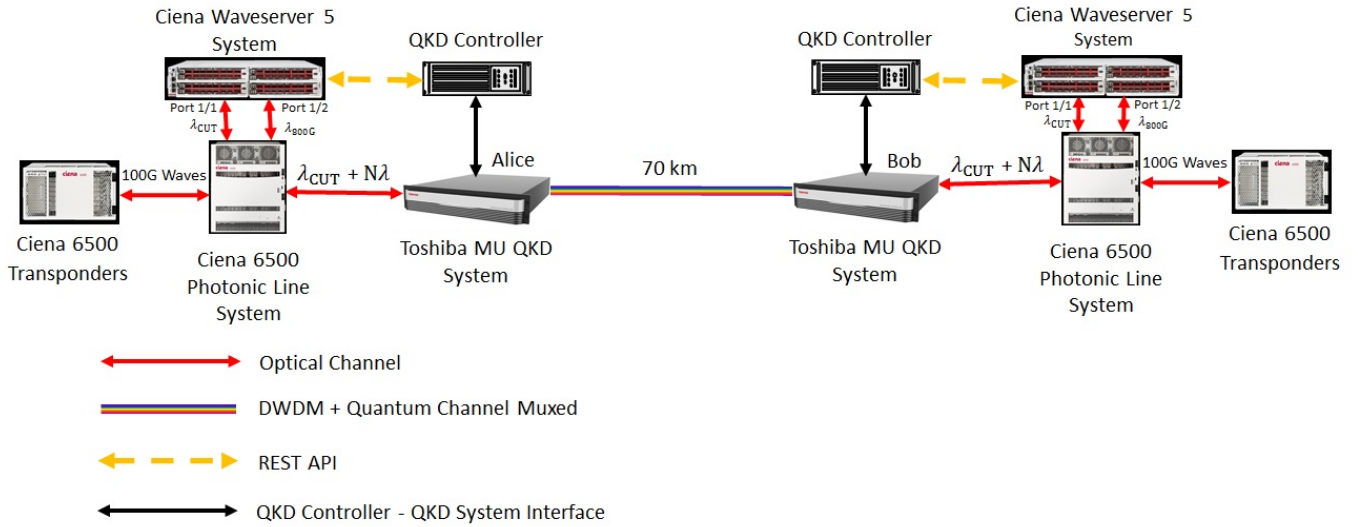 Ciena Waveserver 5
System
QKD Controller
QKD Controller
Ciena Waveserver 5
System
Port 1/1
Port 1/2
λCUT
λ800G
Port 1/1
Port 1/2
λCUT
λ800G
100G Waves
λCUT + Nλ
Alice
70 km
Bob
λCUT + Nλ
100G Waves
ciena
ciena
ciena
ciena
Ciena 6500
Transponders
Ciena 6500
Photonic Line
System
Toshiba MU QKD
System
Toshiba MU QKD
System
Ciena 6500
Photonic Line
System
Ciena 6500
Transponders
Optical Channel
DWDM + Quantum Channel Muxed
REST API
QKD Controller - QKD System Interface